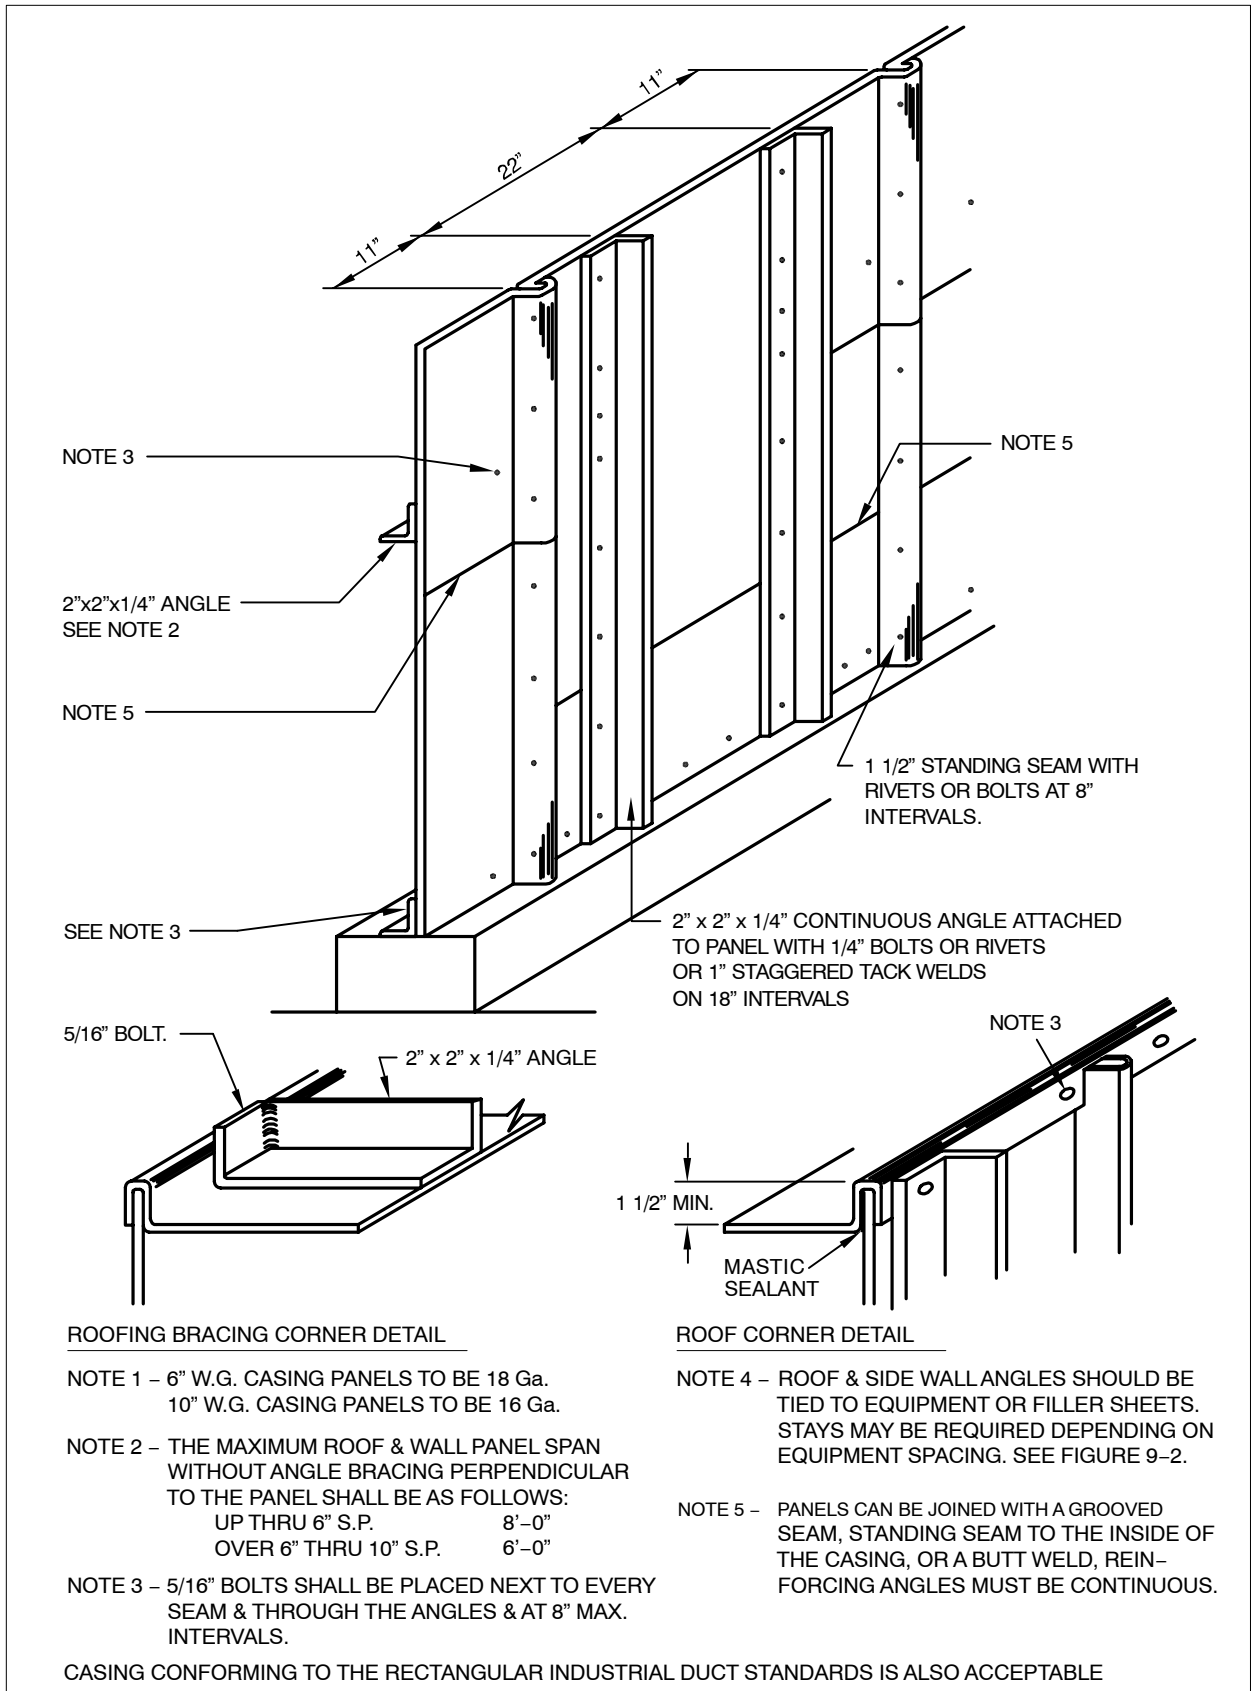 11”
22”
11”
NOTE 3
NOTE 5
2”x2”x1/4” ANGLE
SEE NOTE 2
NOTE 5
1 1/2” STANDING SEAM WITH
RIVETS OR BOLTS AT 8”
INTERVALS.
SEE NOTE 3
2” x 2” x 1/4” CONTINUOUS ANGLE ATTACHED
TO PANEL WITH 1/4” BOLTS OR RIVETS
OR 1” STAGGERED TACK WELDS
ON 18” INTERVALS
5/16” BOLT.
2” x 2” x 1/4” ANGLE
NOTE 3
1 1/2” MIN.
MASTIC
SEALANT
ROOFING BRACING CORNER DETAIL
NOTE 1 – 6” W.G. CASING PANELS TO BE 18 Ga.
10” W.G. CASING PANELS TO BE 16 Ga.
NOTE 2 – THE MAXIMUM ROOF & WALL PANEL SPAN
WITHOUT ANGLE BRACING PERPENDICULAR
TO THE PANEL SHALL BE AS FOLLOWS:
UP THRU 6” S.P. 8’–0”
OVER 6” THRU 10” S.P. 6’–0”
NOTE 3 – 5/16” BOLTS SHALL BE PLACED NEXT TO EVERY
SEAM & THROUGH THE ANGLES & AT 8” MAX.
INTERVALS.
ROOF CORNER DETAIL
NOTE 4 – ROOF & SIDE WALL ANGLES SHOULD BE
TIED TO EQUIPMENT OR FILLER SHEETS.
STAYS MAY BE REQUIRED DEPENDING ON
EQUIPMENT SPACING. SEE FIGURE 9–2.
NOTE 5 – PANELS CAN BE JOINED WITH A GROOVED
SEAM, STANDING SEAM TO THE INSIDE OF
THE CASING, OR A BUTT WELD, REIN–
FORCING ANGLES MUST BE CONTINUOUS.
CASING CONFORMING TO THE RECTANGULAR INDUSTRIAL DUCT STANDARDS IS ALSO ACCEPTABLE